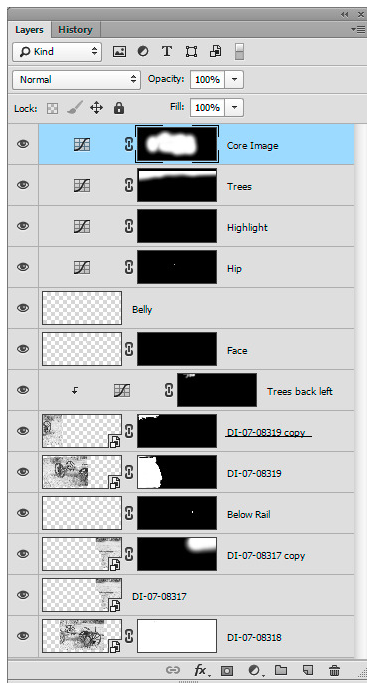 Layers History
Kind
Normal Opacity: 100%
Lock: Fill: 100%
Core Image
Trees
Highlight
Hip
Belly
Face
Trees back left
DI-07-08319 copy
DI-07-08319
Below Rail
DI-07-08317 copy
DI-07-08317
DI-07-08318
fx